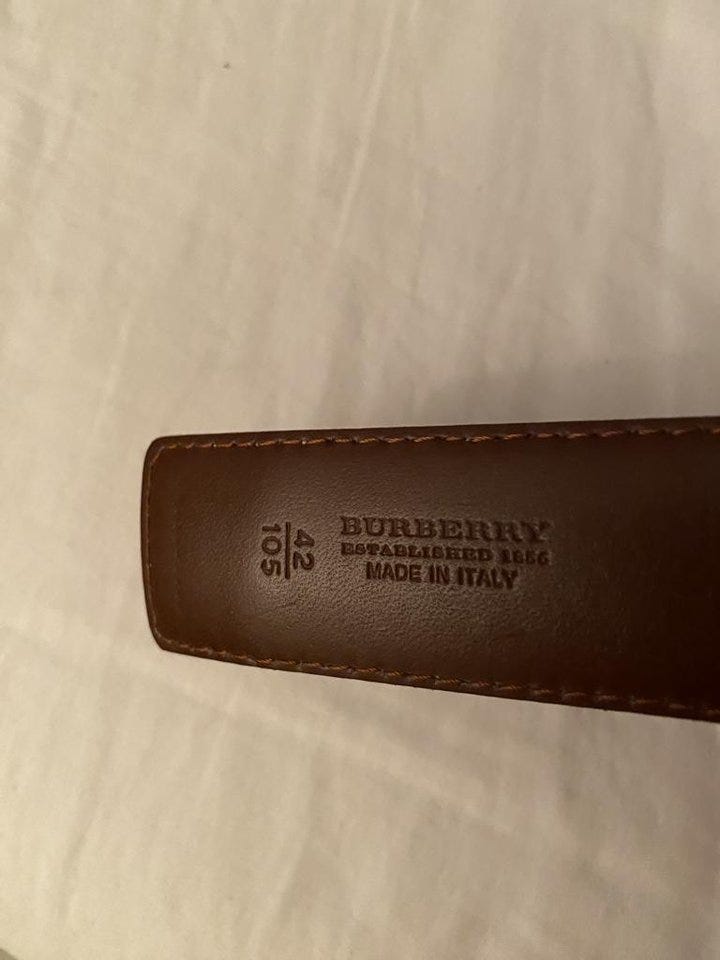 BURBERRY
ESTABLISHED 1856
MADE IN ITALY
42
105